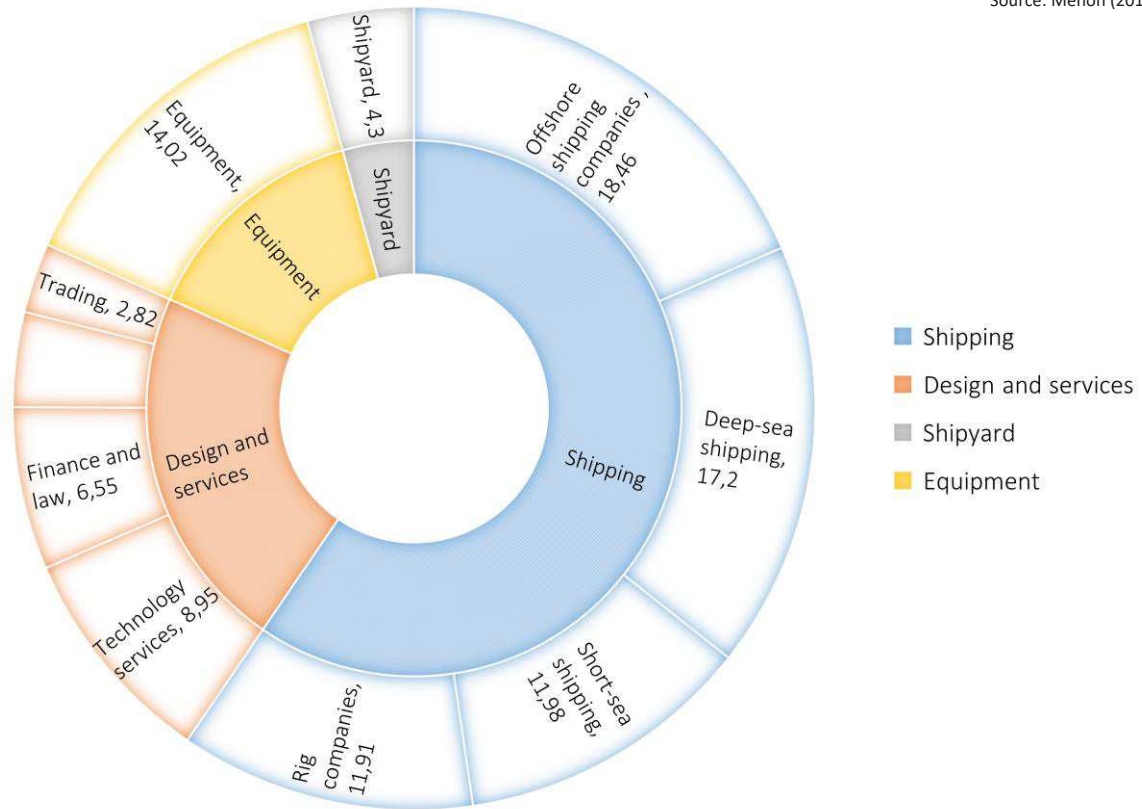 Source: Menon (201
Shipyard, 4,3
Offshore
shipping
companies ,
18,46
Equipment,
14,02
Shipyard
Equipment
Trading, 2,82
Shipping
Design and services
Shipyard
Equipment
Deep-sea
shipping,
17,2
Shipping
Design and
services
Finance and
law, 6,55
Technology
services, 8,95
Short-sea
shipping,
11,98
Rig
companies,
11,91